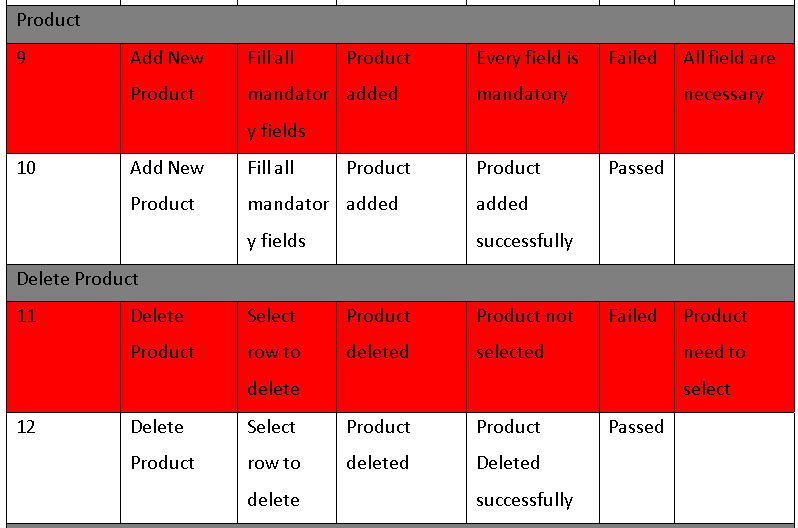 Product
9 Add New Fill all Product Every field is Failed All field are
Product mandator added mandatory necessary
y fields
10 Add New Fill all Product Product Passed
Product mandator added added
y fields successfully
Delete Product
11 Delete Select Product Product not Failed Product
Product row to deleted selected need to
delete select
12 Delete Select Product Product Passed
Product row to deleted Deleted
delete successfully